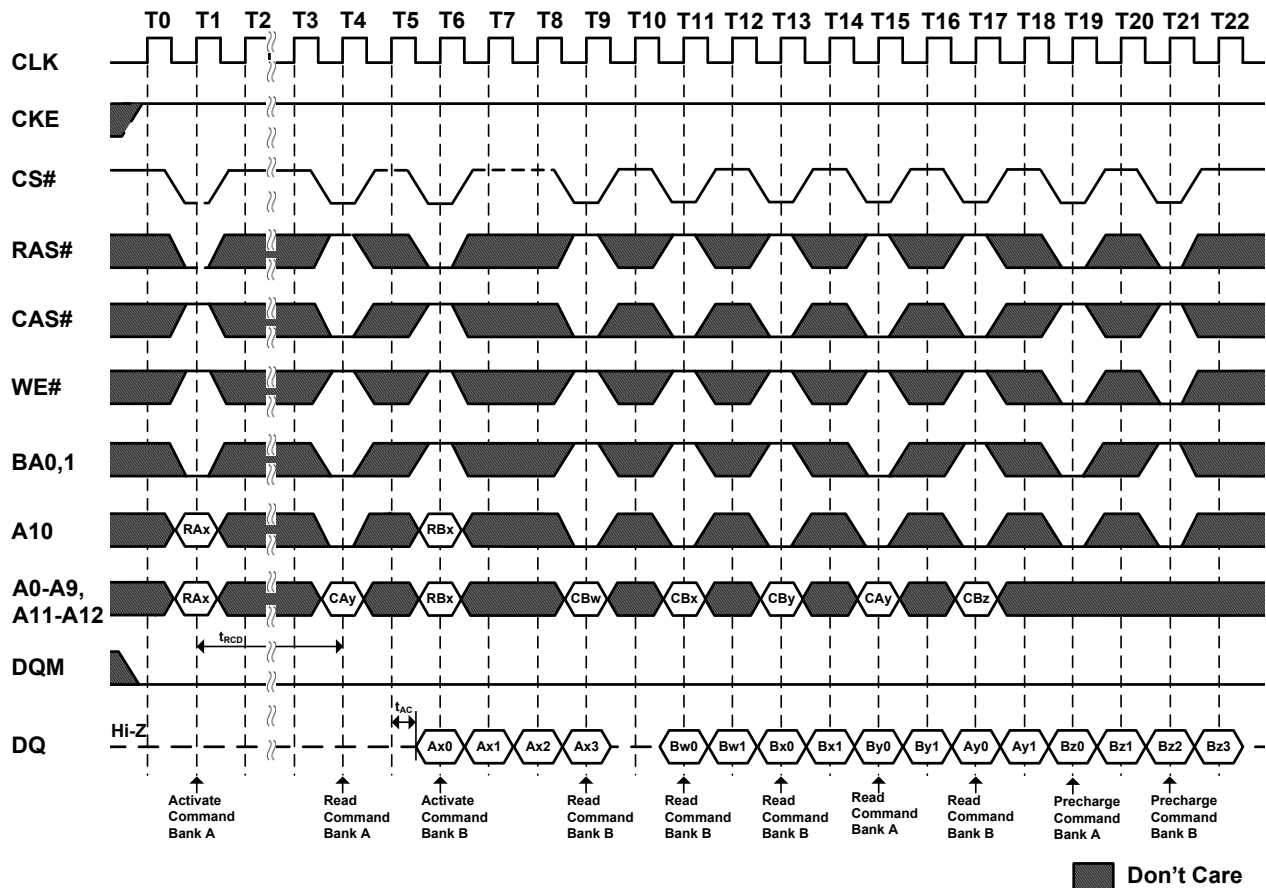 T0 T1 T2 T3 T4 T5 T6 T7 T8 T9 T10 T11 T12 T13 T14 T15 T16 T17 T18 T19 T20 T21 T22
CLK
CKE
CS#
RAS#
CAS#
WE#
BA0,1
A10 RAx RBx
A0-A9,
A11-A12 RAx CAy RBx CBw CBx CBy CAy CBz
tRCD
DQM
tAC
Hi-Z
DQ Ax0 Ax1 Ax2 Ax3 Bw0 Bw1 Bx0 Bx1 By0 By1 Ay0 Ay1 Bz0 Bz1 Bz2 Bz3
Activate
Command
Bank A
Read
Command
Bank A
Activate
Command
Bank B
Read
Command
Bank B
Read
Command
Bank B
Read
Command
Bank B
Read
Command
Bank A
Read
Command
Bank B
Precharge
Command
Bank A
Precharge
Command
Bank B
Don't Care